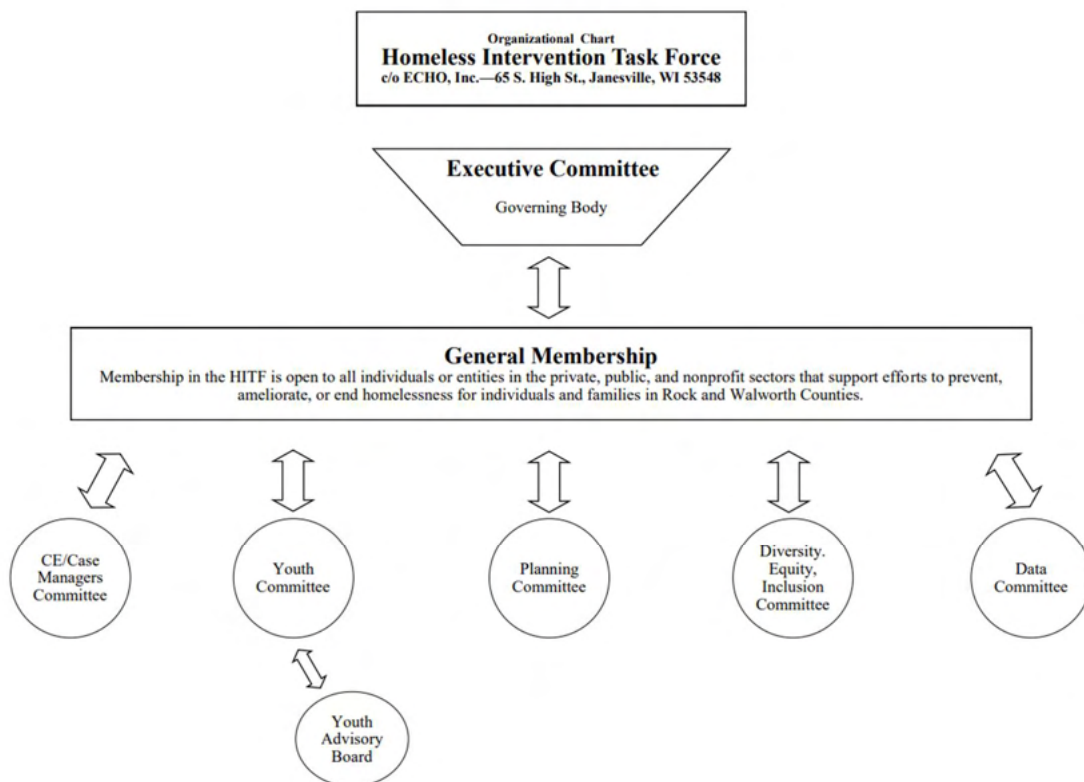 Organizational Chart
Homeless Intervention Task Force
c/o ECHO, Inc.—65 S. High St., Janesville, WI 53548
Executive Committee
Governing Body
General Membership
Membership in the HITF is open to all individuals or entities in the private, public, and nonprofit sectors that support efforts to prevent,
ameliorate, or end homelessness for individuals and families in Rock and Walworth Counties.
CE/Case
Managers
Committee
Youth
Committee
Planning
Committee
Diversity.
Equity,
Inclusion
Committee
Data
Committee
Youth
Advisory
Board